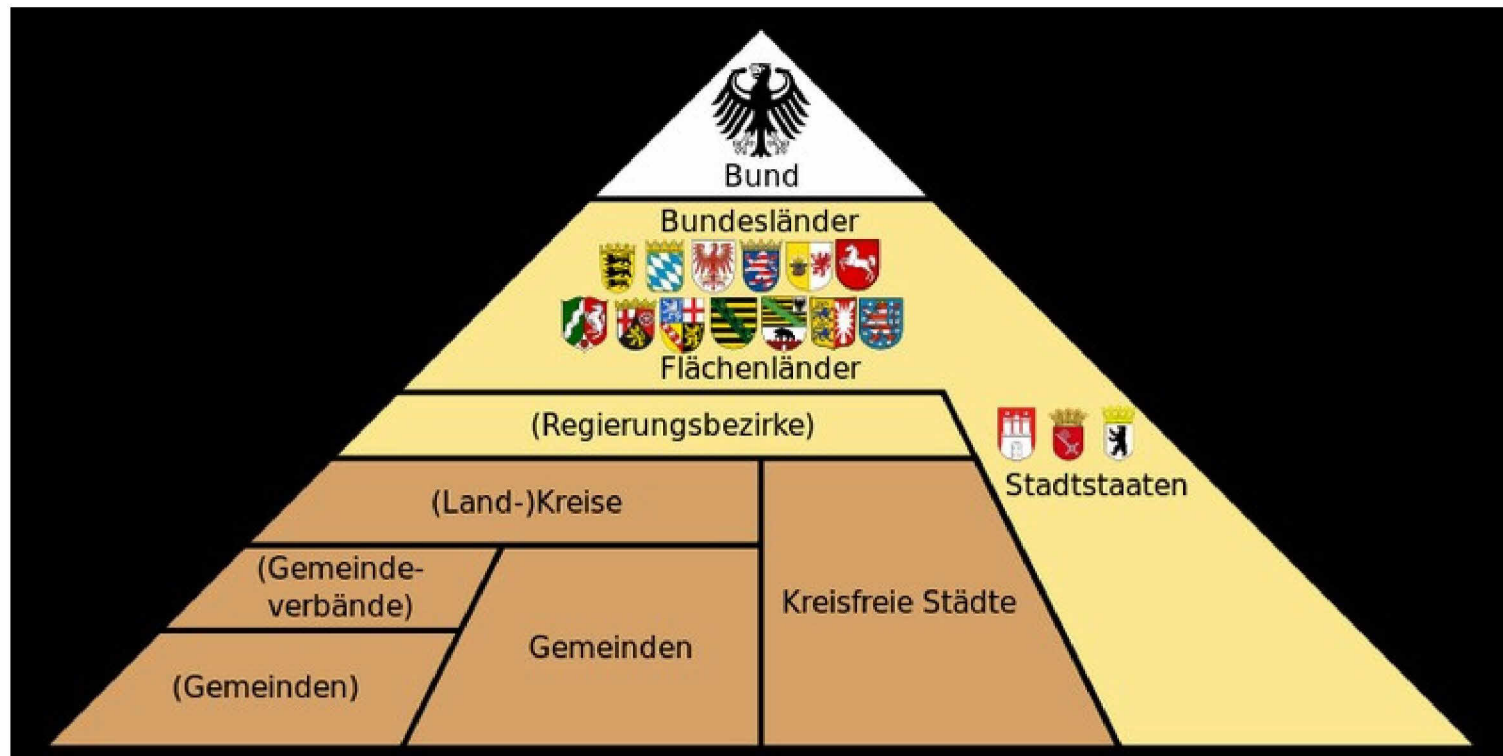 Bund
Bundesländer
Flächenländer
(Regierungsbezirke)
Stadtstaaten
(Land-)Kreise
(Gemeinde-
verbände)
Kreisfreie Städte
Gemeinden
(Gemeinden)